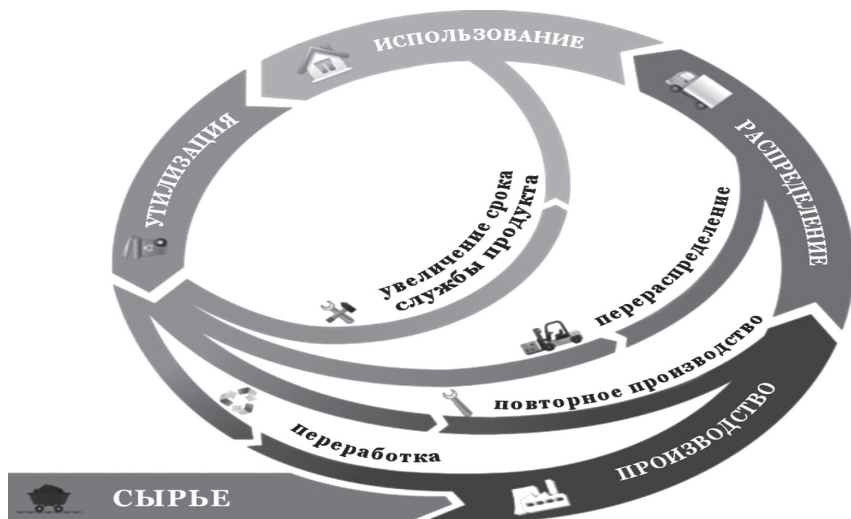 ИСПОЛЬЗОВАНИЕ
РАСПРЕДЕЛЕНИЕ
УТИЛИЗАЦИЯ
увеличение срока
службы продукта
перераспределение
повторное производство
переработка
ПРОИЗВОДСТВО
СЫРЬЕ